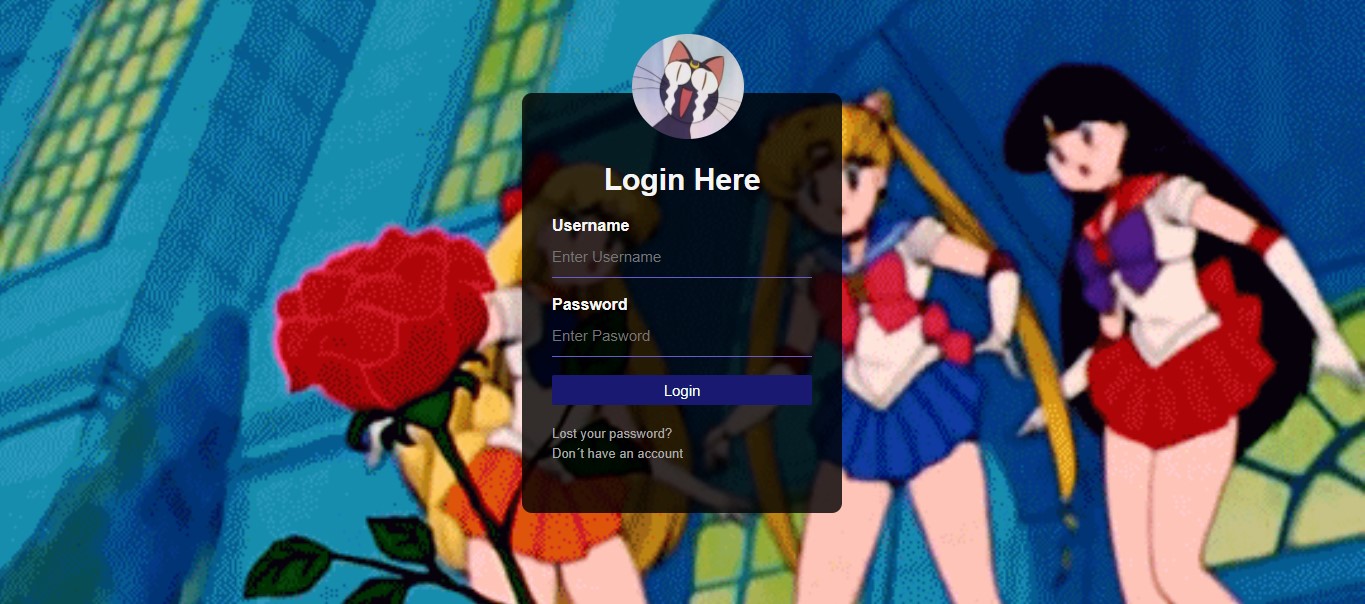 Login Here
Username
Enter Username
Password
Enter Pasword
Login
Lost your password?
Don´t have an account